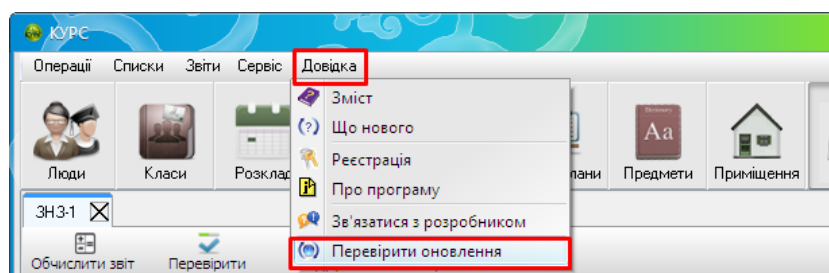 КУРС
Операції Списки Звіти Сервіс Довідка
Зміст
Що нового
Реєстрація
Про програму
Зв'язатися з розробником
Перевірити оновлення
Aa
Люди Класи Предмети Приміщення
ЗНЗ-1
Обчислити звіт Перевірити